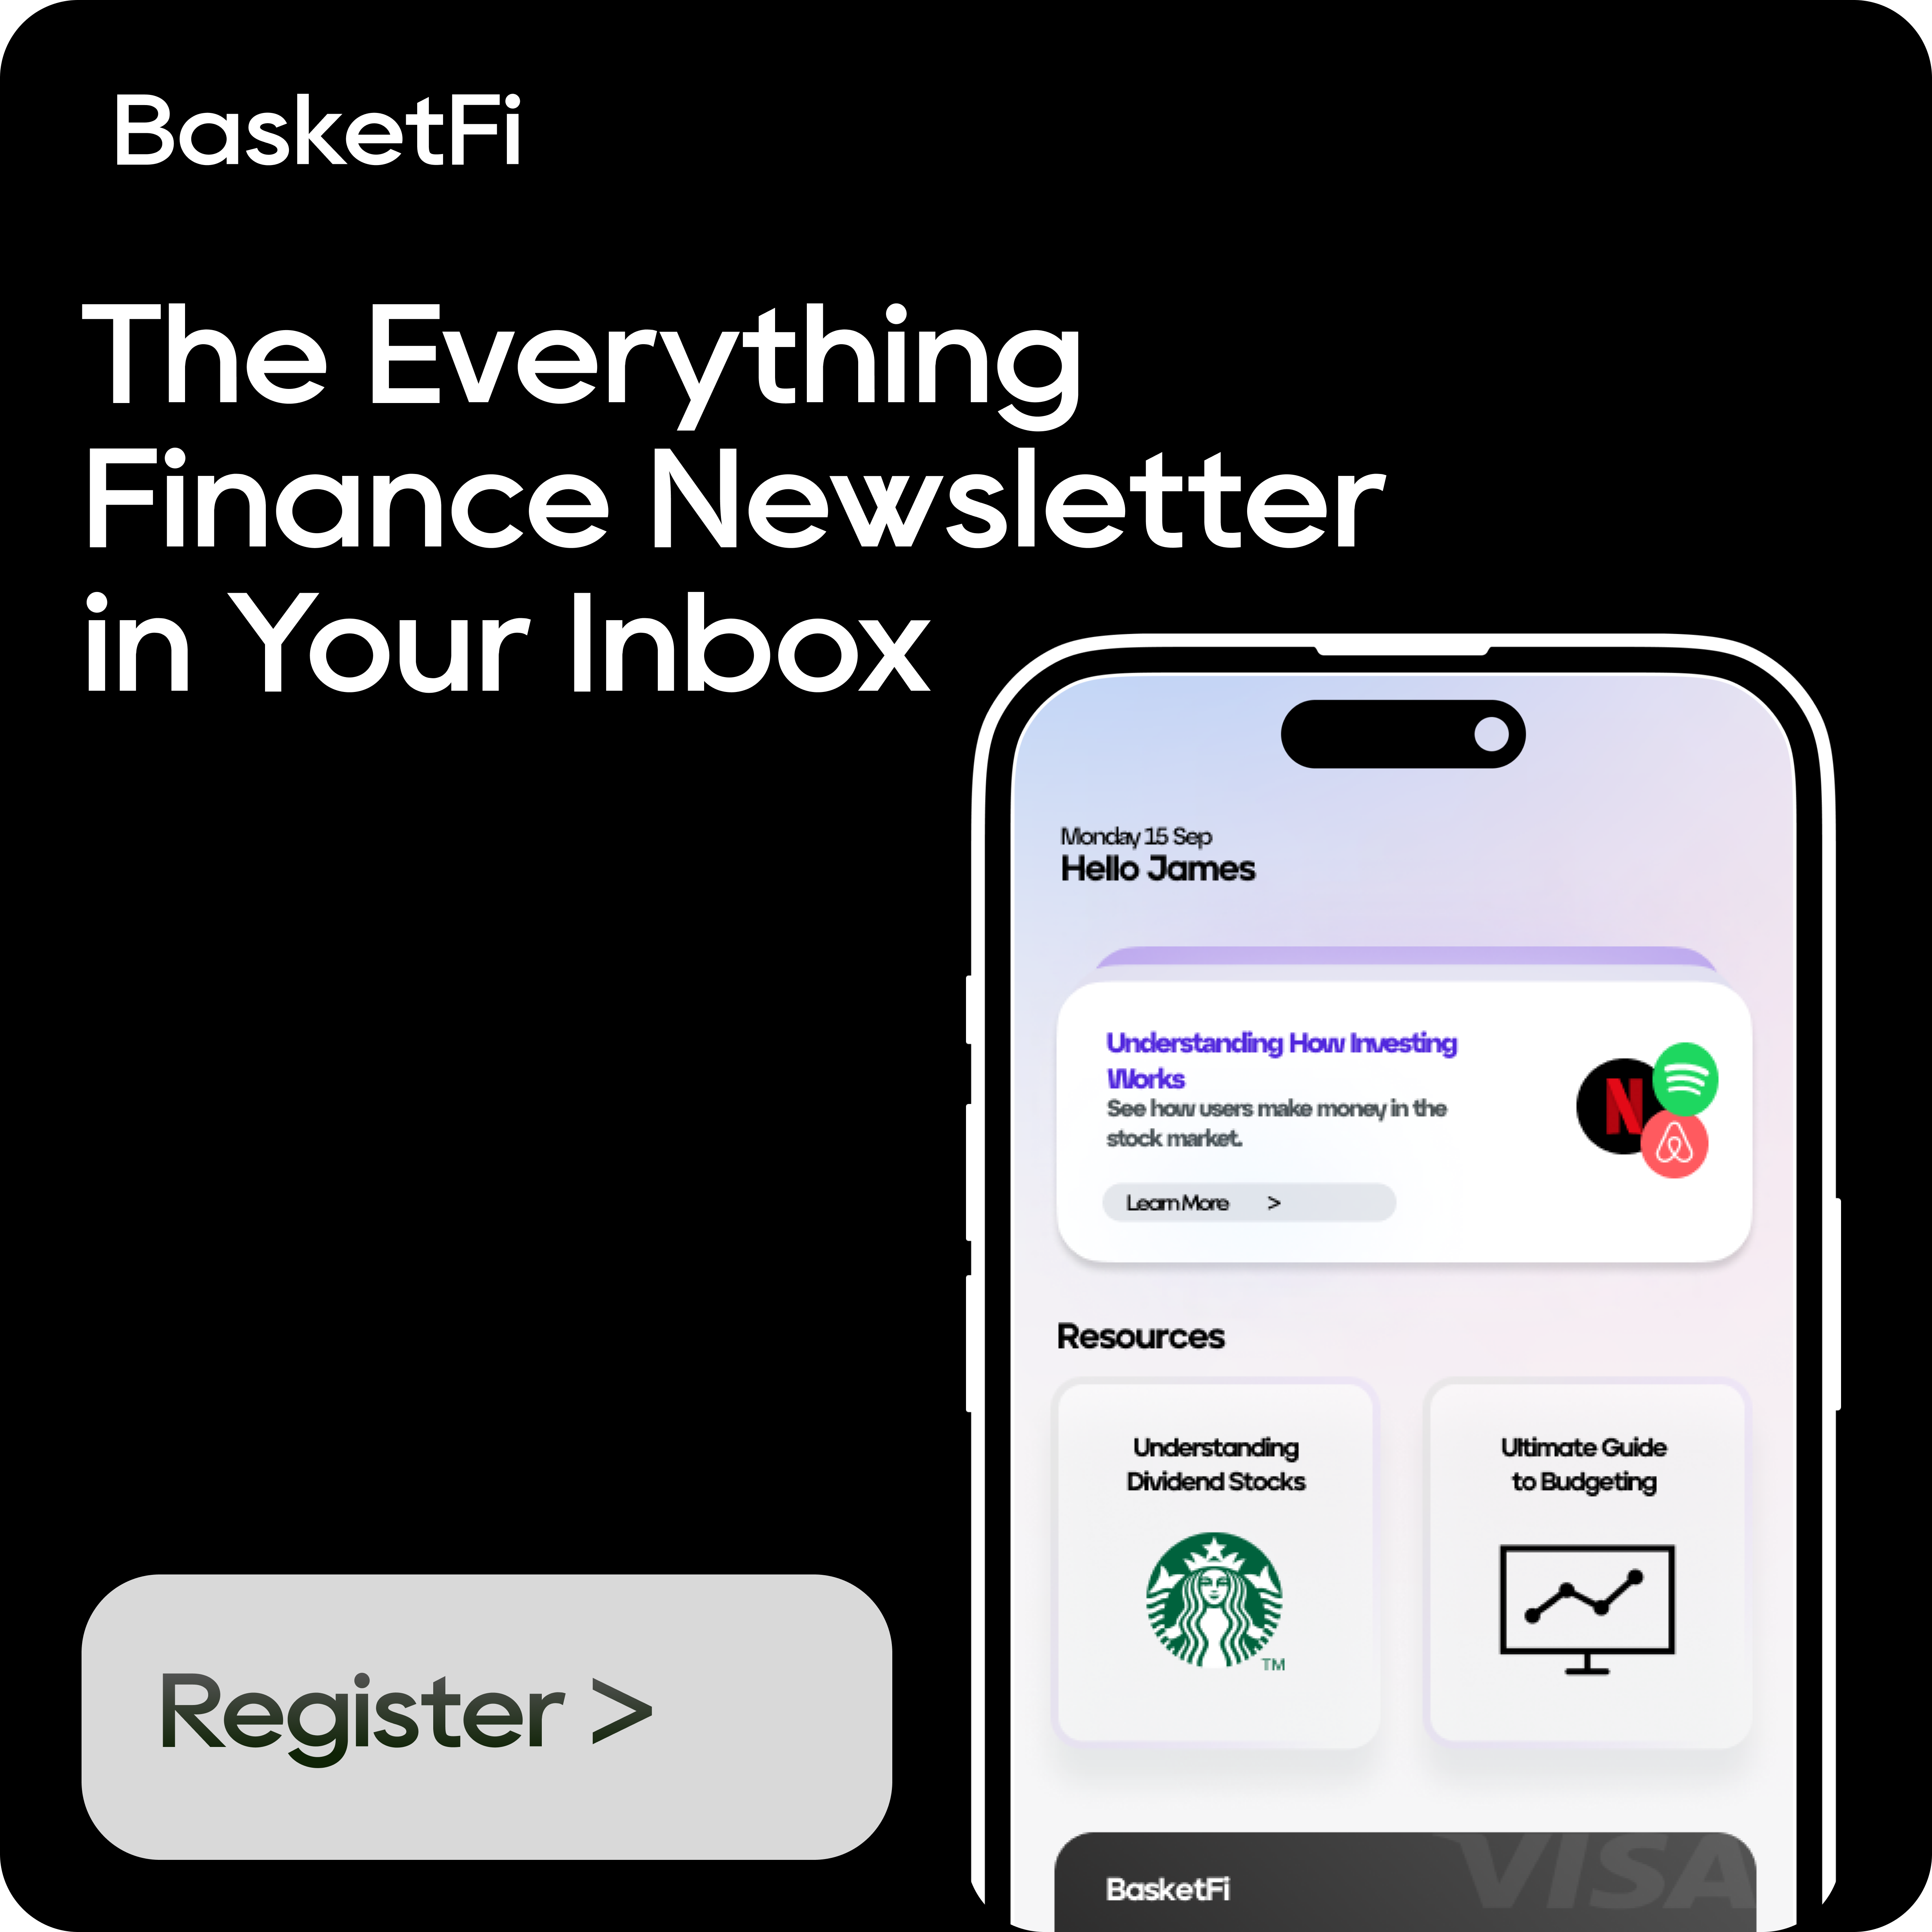 BasketFi
The Everything
Finance Newsletter
in Your Inbox
Monday 15 Sep
Hello James
Understanding How Investing
Works
See how users make money in the
stock market.
Learn More >
N
Resources
Understanding
Dividend Stocks
TM
Ultimate Guide
to Budgeting
Register >
VISA
BasketFi